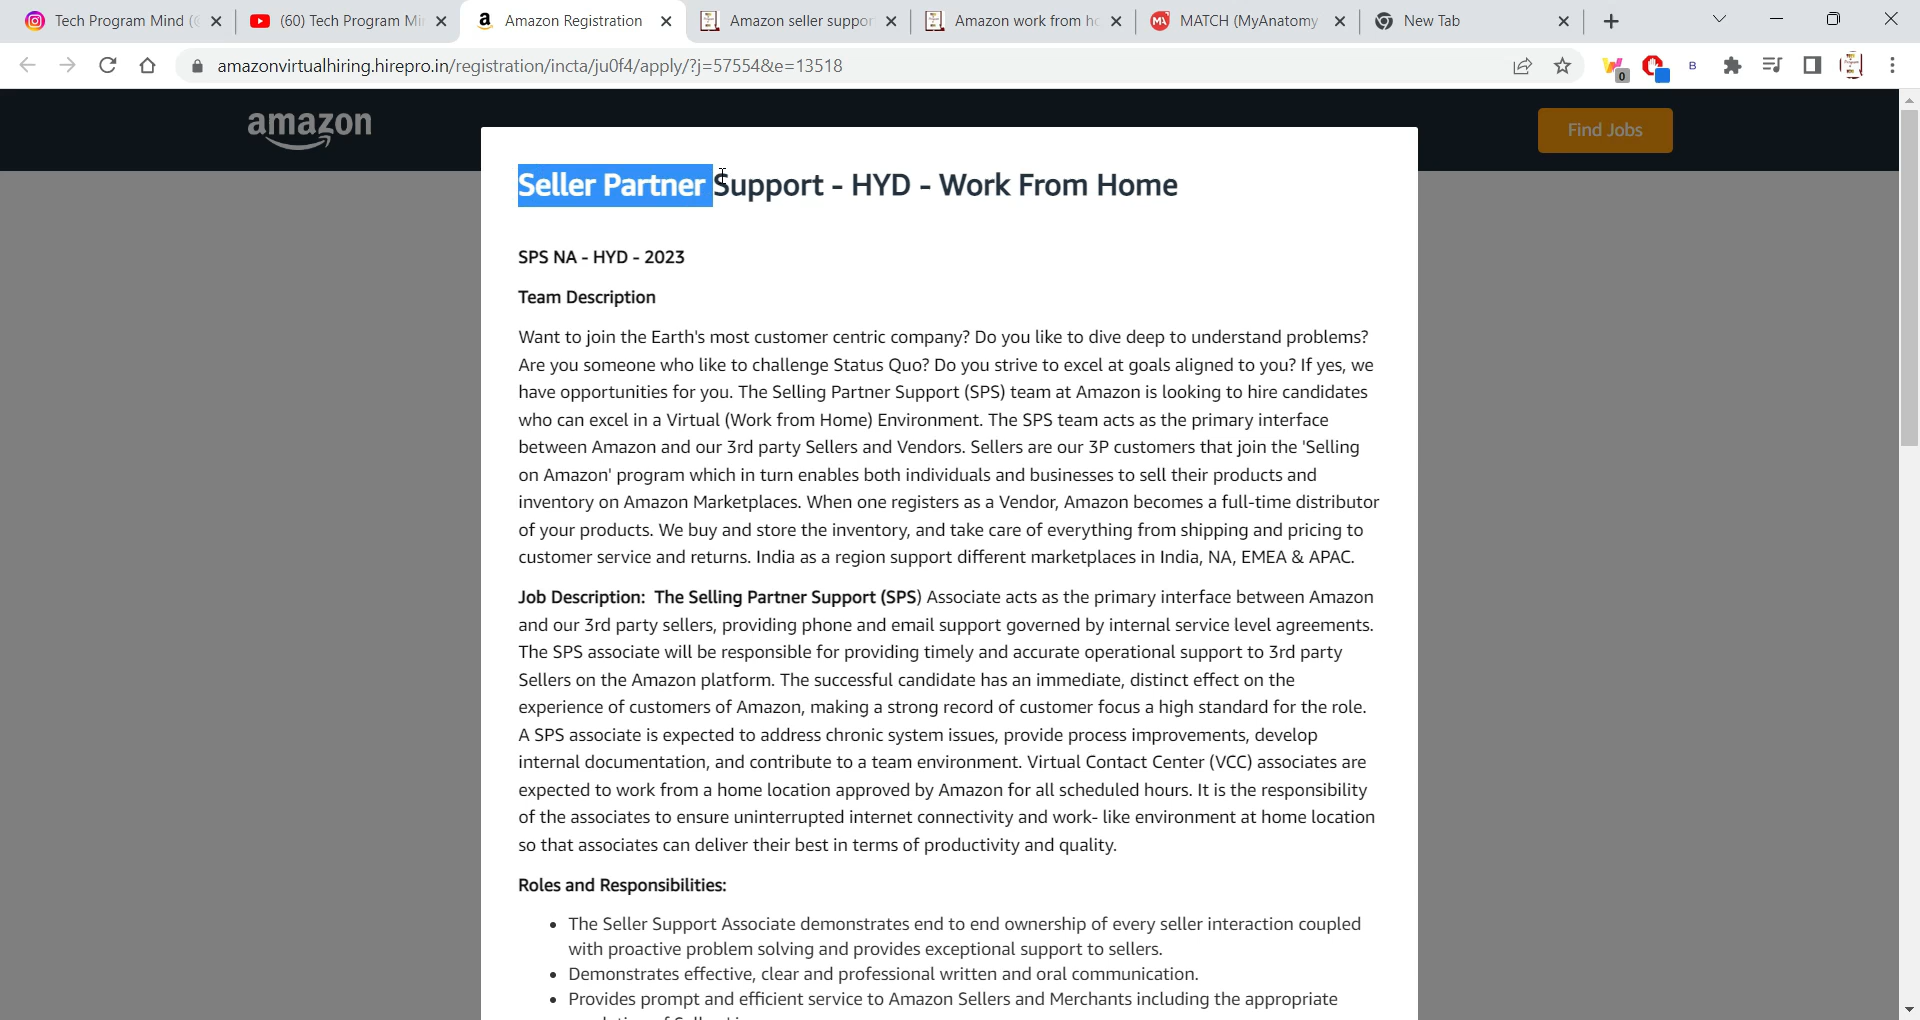 Tech Program Mind (
(60) Tech Program Mi
Amazon Registration
Amazon seller suppor
Amazon work from h
MATCH (MyAnatomy
New Tab
amazonvirtualhiring.hirepro.in/registration/incta/ju0f4/apply/?j=57554&e=13518
0
B
amazon
Find Jobs
Seller Partner Support - HYD - Work From Home
SPS NA - HYD - 2023
Team Description
Want to join the Earth's most customer centric company? Do you like to dive deep to understand problems?
Are you someone who like to challenge Status Quo? Do you strive to excel at goals aligned to you? If yes, we
have opportunities for you. The Selling Partner Support (SPS) team at Amazon is looking to hire candidates
who can excel in a Virtual (Work from Home) Environment. The SPS team acts as the primary interface
between Amazon and our 3rd party Sellers and Vendors. Sellers are our 3P customers that join the 'Selling
on Amazon' program which in turn enables both individuals and businesses to sell their products and
inventory on Amazon Marketplaces. When one registers as a Vendor, Amazon becomes a full-time distributor
of your products. We buy and store the inventory, and take care of everything from shipping and pricing to
customer service and returns. India as a region support different marketplaces in India, NA, EMEA & APAC.
Job Description:  The Selling Partner Support (SPS) Associate acts as the primary interface between Amazon
and our 3rd party sellers, providing phone and email support governed by internal service level agreements.
The SPS associate will be responsible for providing timely and accurate operational support to 3rd party
Sellers on the Amazon platform. The successful candidate has an immediate, distinct effect on the
experience of customers of Amazon, making a strong record of customer focus a high standard for the role.
A SPS associate is expected to address chronic system issues, provide process improvements, develop
internal documentation, and contribute to a team environment. Virtual Contact Center (VCC) associates are
expected to work from a home location approved by Amazon for all scheduled hours. It is the responsibility
of the associates to ensure uninterrupted internet connectivity and work- like environment at home location
so that associates can deliver their best in terms of productivity and quality.
Roles and Responsibilities:
• The Seller Support Associate demonstrates end to end ownership of every seller interaction coupled
with proactive problem solving and provides exceptional support to sellers.
• Demonstrates effective, clear and professional written and oral communication.
• Provides prompt and efficient service to Amazon Sellers and Merchants including the appropriate